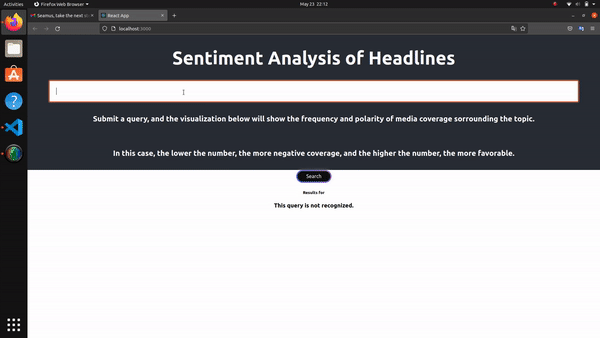 Activities
Firefox Web Browser
May 23 22:12
Seamus, take the next st
React App
localhost:3000
Sentiment Analysis of Headlines
Submit a query, and the visualization below will show the frequency and polarity of media coverage sorrounding the topic.
In this case, the lower the number, the more negative coverage, and the higher the number, the more favorable.
Search
Results for
This query is not recognized.